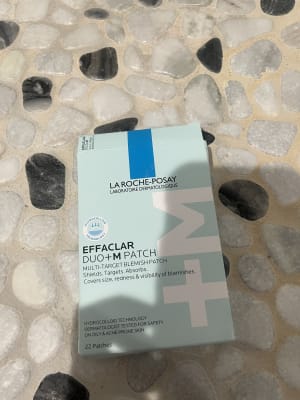 LA ROCHE-POSAY
LABORATOIRE DERMATOLOGIQUE
EFFACLAR
DUO+M PATCH
MULTI-TARGET BLEMISH PATCH
Shields. Targets. Absorbs.
Covers size, redness & visibility of blemishes.
+M
HYDROCOLLOID TECHNOLOGY
DERMATOLOGIST TESTED FOR SAFETY
ON OILY & ACNE-PRONE SKIN
22 Patches